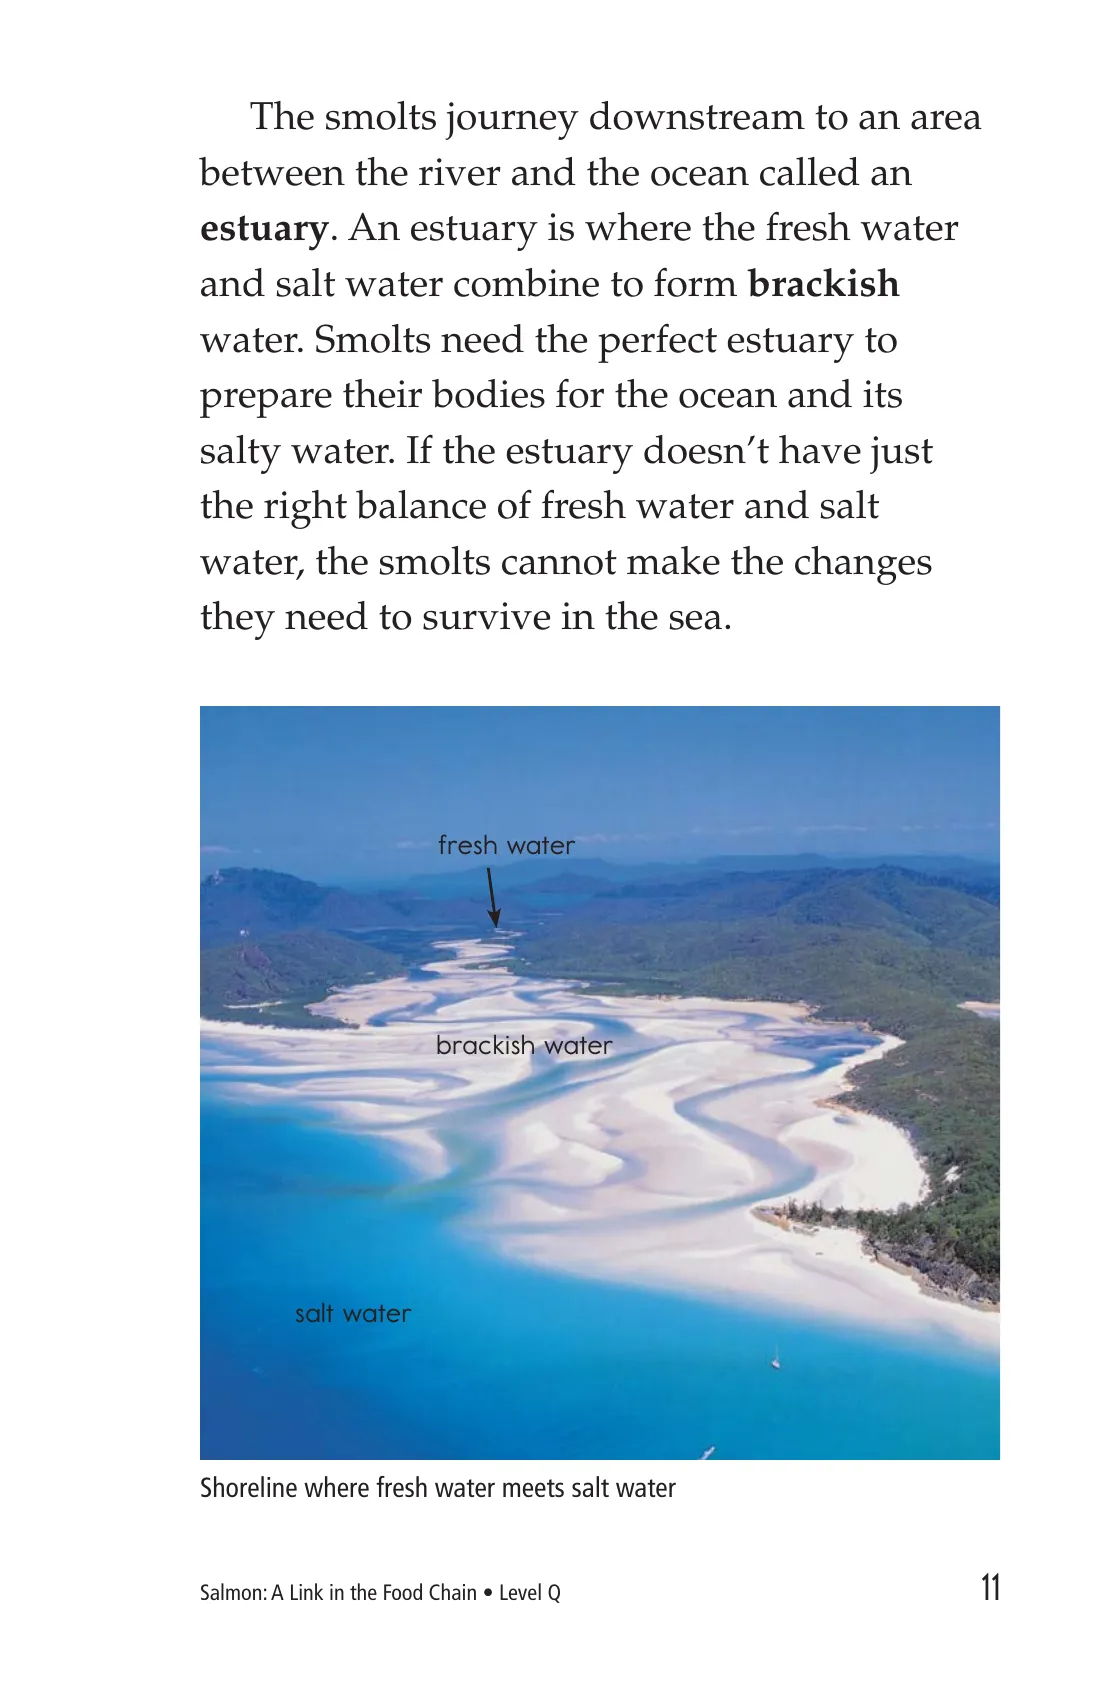 The smolts journey downstream to an area
between the river and the ocean called an
estuary. An estuary is where the fresh water
and salt water combine to form brackish
water. Smolts need the perfect estuary to
prepare their bodies for the ocean and its
salty water. If the estuary doesn’t have just
the right balance of fresh water and salt
water, the smolts cannot make the changes
they need to survive in the sea.
fresh water
brackish water
salt water
Shoreline where fresh water meets salt water
Salmon: A Link in the Food Chain • Level Q
11